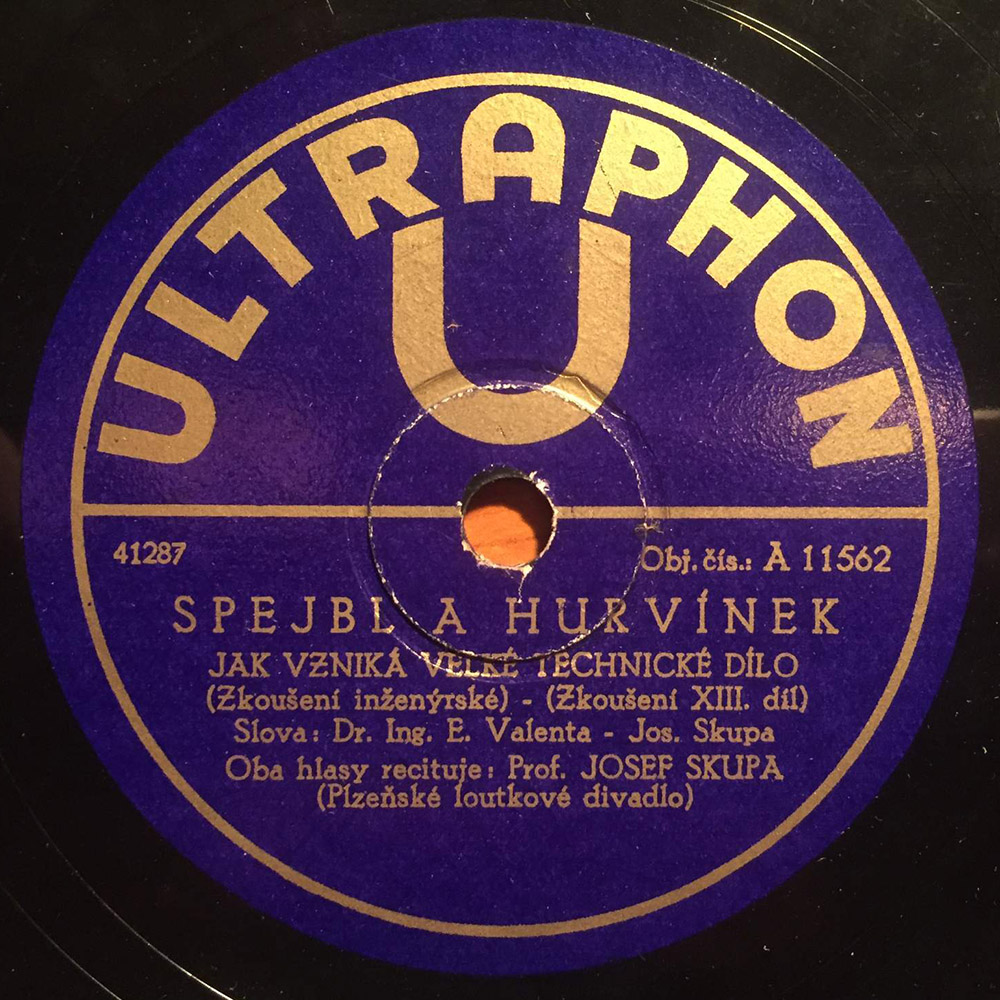 ULTRAPHON
U
41287
Obj. čís.: A 11562
SPEJBL A HURVÍNEK
JAK VZNIKÁ VELKÉ TECHNICKÉ DÍLO
(Zkoušení inženýrské) - (Zkoušení XIII. díl)
Slova: Dr. Ing. E. Valenta - Jos. Skupa
Oba hlasy recituje: Prof. JOSEF SKUPA
(Plzeňské loutkové divadlo)